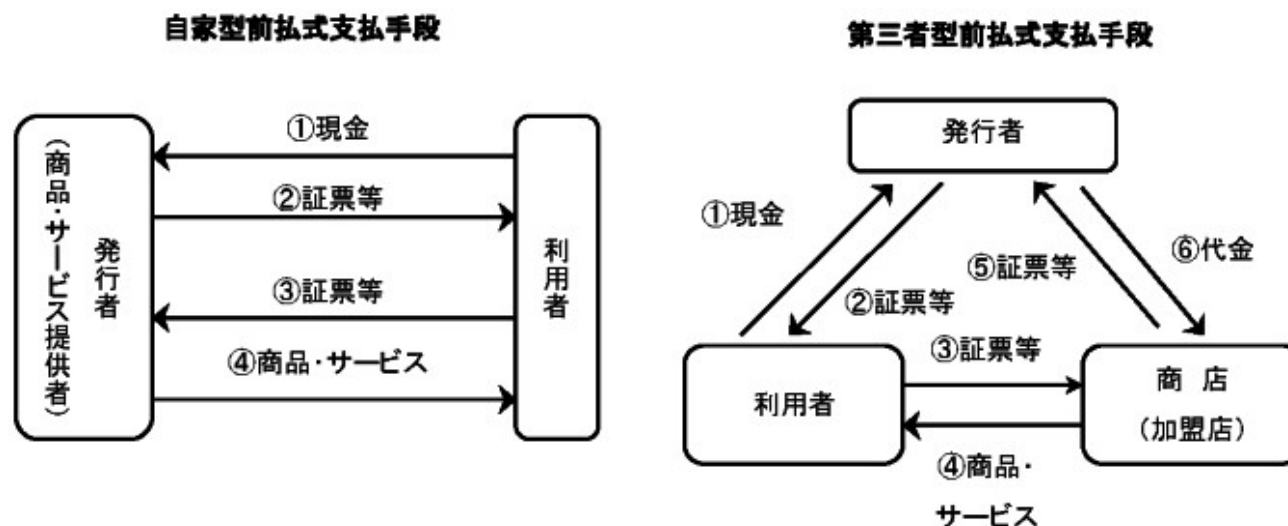 自家型前払式支払手段
①現金
②証票等
③証票等
④商品・サービス
発行者
(商品・サービス提供者)
利用者
第三者型前払式支払手段
発行者
①現金
②証票等
⑤証票等
⑥代金
③証票等
利用者
商 店
(加盟店)
④商品・
サービス